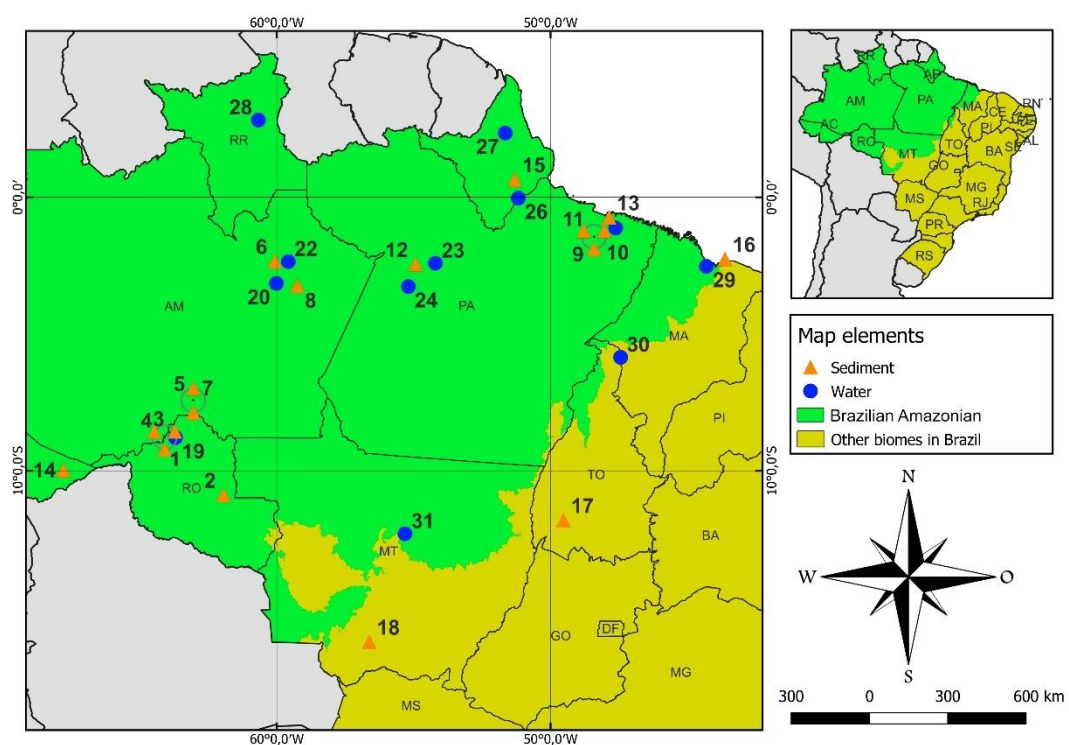 60°0,0'W 50°0,0'W
28
RR
27
15
0°0,0'
0°0,0'
26
13
11
9 10
16
6 22
12 23
29
20 8
24
AM
PA
MA
30
5 7
PI
43
19
1
14
10°0,0'S
10°0,0'S
RO 2
TO
17
31
MT
BA
18
GO DF
MG
MS
60°0,0'W 50°0,0'W
RR
AP
AM PA MA CE RN
PI
AC
RO TO AL
MT BA SE
GO
MG
MS RJ
PR
RS
Map elements
Sediment
Water
Brazilian Amazonian
Other biomes in Brazil
N
W O
S
300 0 300 600 km